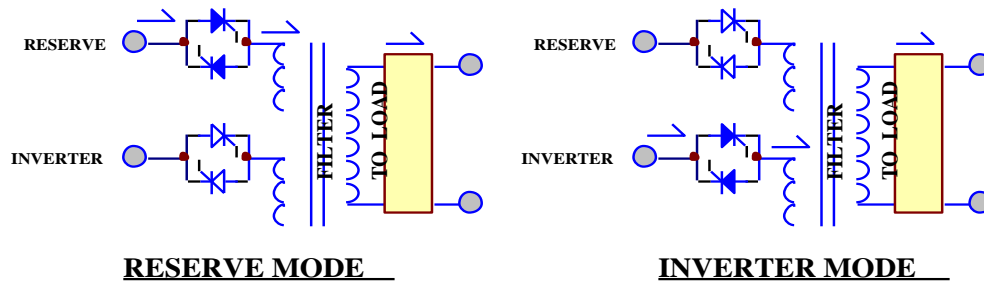 RESERVE
INVERTER
FILTER
TO LOAD
RESERVE MODE
RESERVE
INVERTER
FILTER
TO LOAD
INVERTER MODE